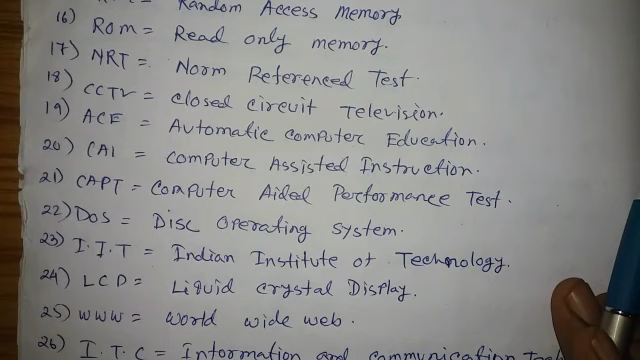 Random Access Memory
16) ROM = Read only memory.
17) NRT = Norm Referenced Test.
18) CCTV = closed circuit Television.
19) ACE = Automatic computer Education.
20) CAI = computer Assisted Instruction.
21) CAPT = Computer Aided Performance Test.
22) DOS = Disc Operating system.
23) I.I.T = Indian Institute of Technology.
24) LCD = Liquid crystal Display.
25) WWW = World wide web.
26) I.T.C = Information and communication